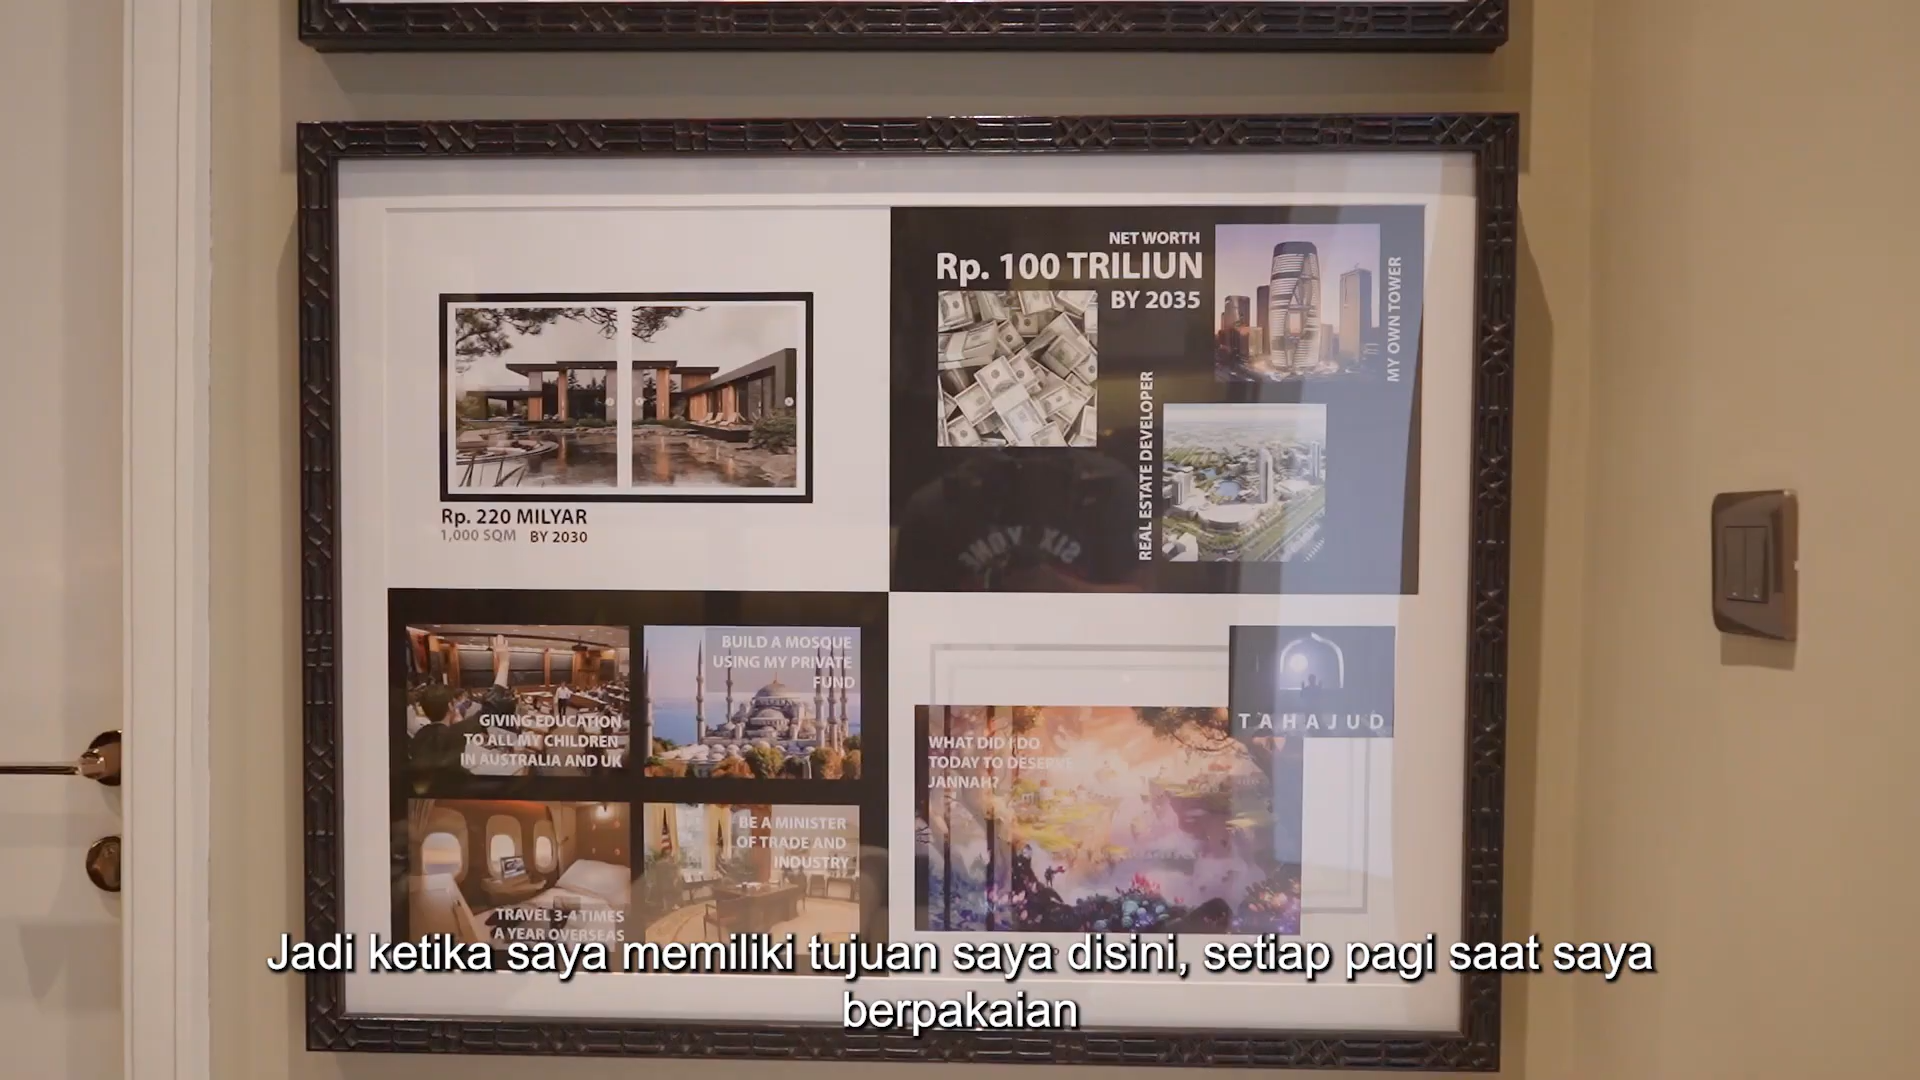 NET WORTH
Rp. 100 TRILIUN
BY 2035
MY OWN TOWER
REAL ESTATE DEVELOPER
Rp. 220 MILYAR
1,000 SQM BY 2030
GIVING EDUCATION
TO ALL MY CHILDREN
IN AUSTRALIA AND UK
BUILD A MOSQUE
USING MY PRIVATE
FUND
TRAVEL 3-4 TIMES
A YEAR OVERSEAS
BE A MINISTER
OF TRADE AND
INDUSTRY
TAHAJUD
WHAT DID I DO
TODAY TO DESERVE
JANNAH?
Jadi ketika saya memiliki tujuan saya disini, setiap pagi saat saya
berpakaian